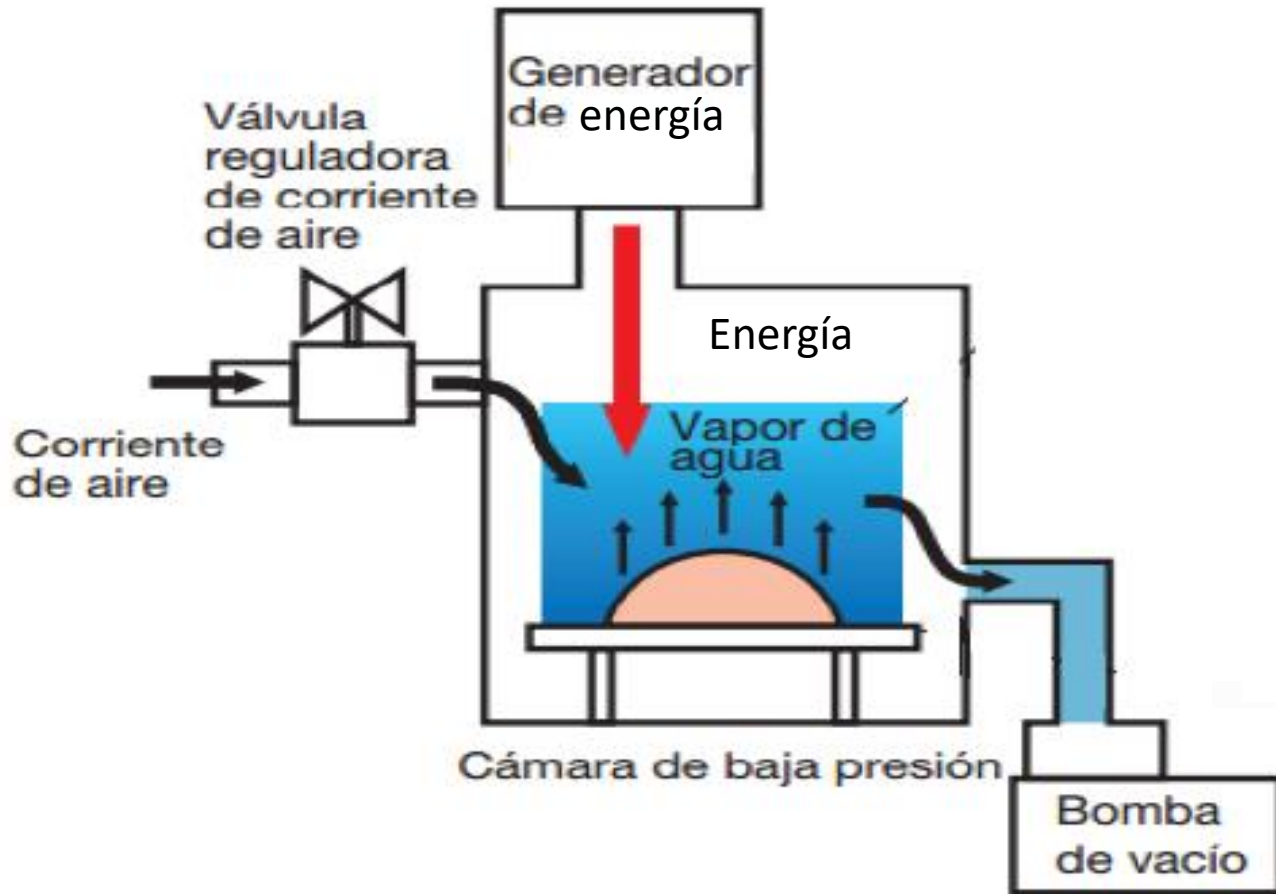 Generador
de energía
Válvula
reguladora
de corriente
de aire
Energía
Vapor de
agua
Corriente
de aire
Cámara de baja presión
Bomba
de vacío